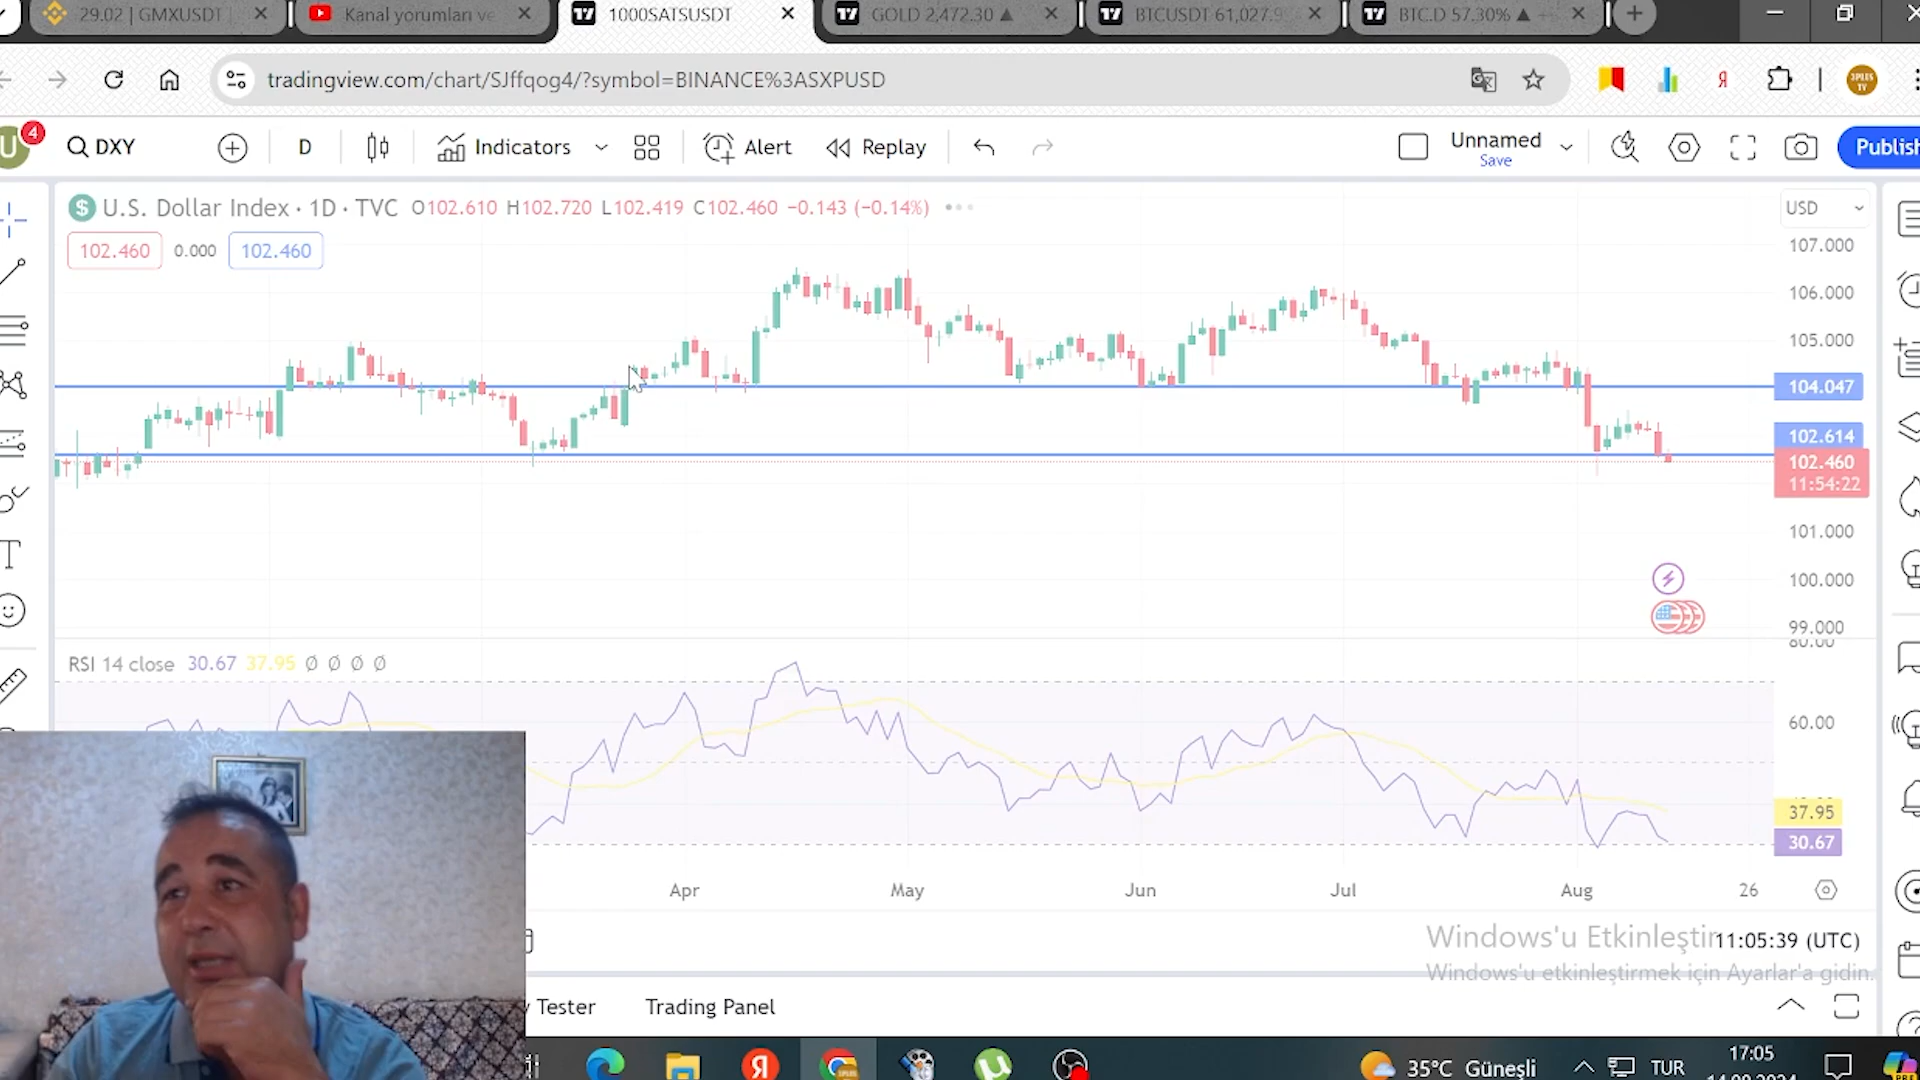 29.02 | GMXUSDT
Kanal yorumları ve
1000SATSUSDT
GOLD 2,472.30 ▲
BTCUSDT 61,027.9
BTC.D 57.30% ▲
tradingview.com/chart/SJffqog4/?symbol=BINANCE%3ASXPUSD
U 4
DXY
D
Indicators
Alert
Replay
Unnamed
Save
Publish
U.S. Dollar Index · 1D · TVC O102.610 H102.720 L102.419 C102.460 −0.143 (−0.14%)
USD
102.460 0.000 102.460
107.000
106.000
105.000
104.047
102.614
102.460
11:54:22
101.000
100.000
99.000
80.00
RSI 14 close 30.67 37.95 Ø Ø Ø Ø
60.00
37.95
30.67
Apr May Jun Jul Aug 26
Windows'u Etkinleştir
11:05:39 (UTC)
Windows'u etkinleştirmek için Ayarlar'a gidin.
Tester Trading Panel
35°C Güneşli
TUR
17:05
14.08.2024